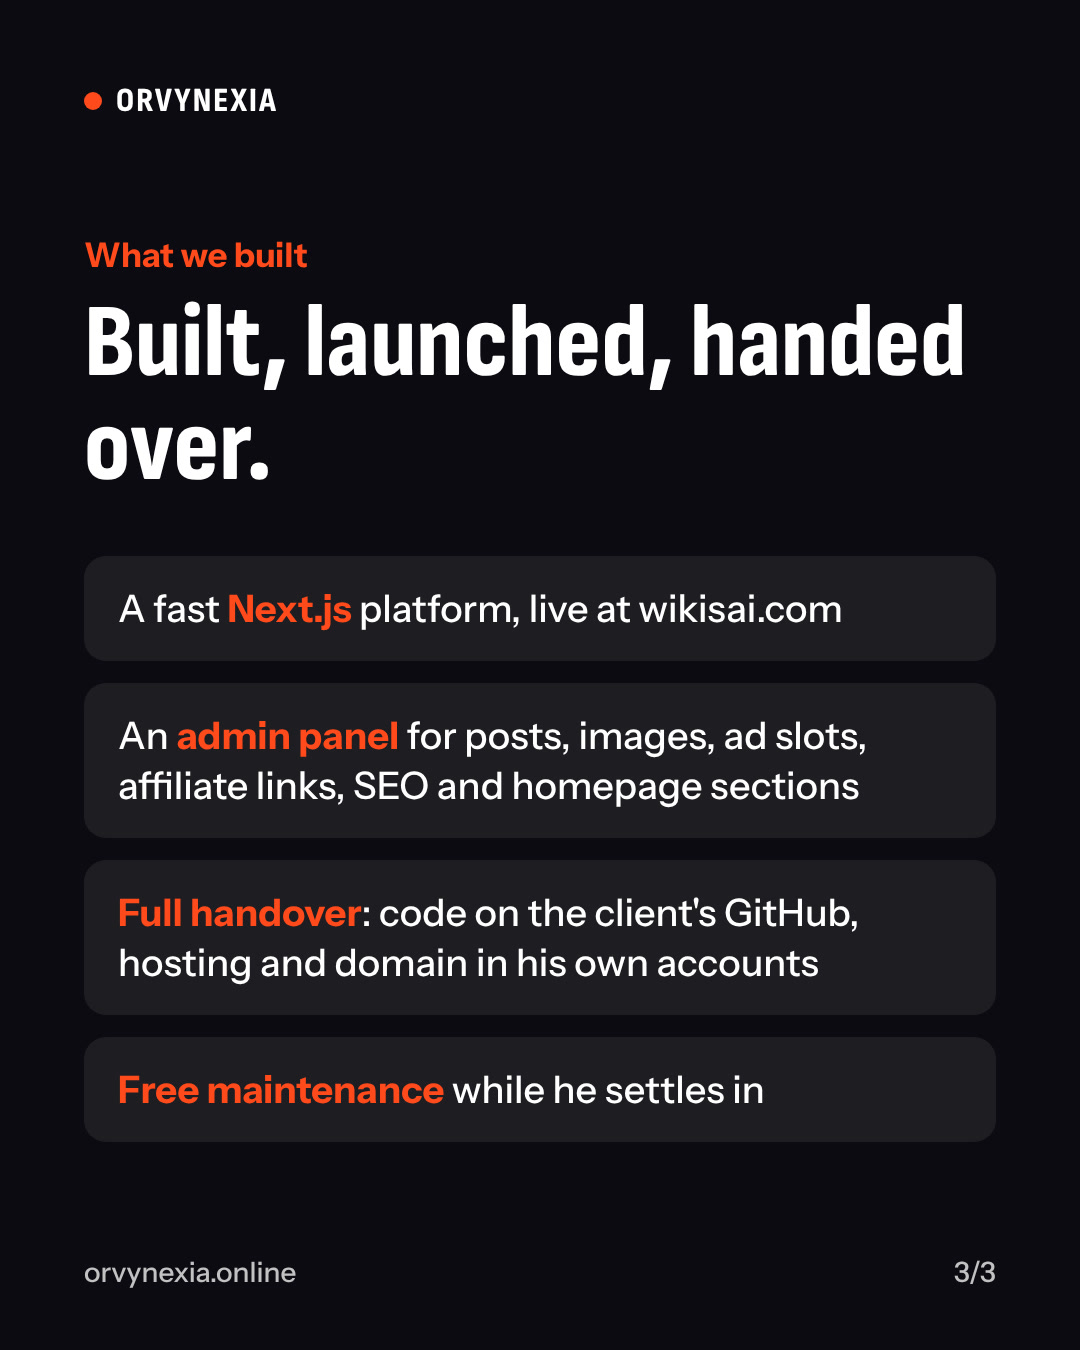 ORVYNEXIA
What we built
Built, launched, handed
over.
A fast Next.js platform, live at wikisai.com
An admin panel for posts, images, ad slots,
affiliate links, SEO and homepage sections
Full handover: code on the client's GitHub,
hosting and domain in his own accounts
Free maintenance while he settles in
orvynexia.online
3/3